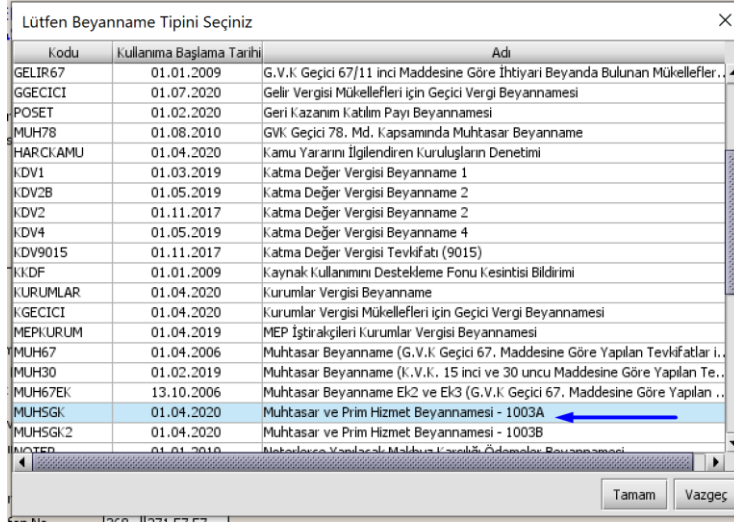 Lütfen Beyanname Tipini Seçiniz
Kodu Kullanıma Başlama Tarihi Adı
GELIR67 01.01.2009 G.V.K Geçici 67/11 inci Maddesine Göre İhtiyari Beyanda Bulunan Mükellefler..
GGECICI 01.07.2020 Gelir Vergisi Mükellefleri için Geçici Vergi Beyannamesi
POSET 01.02.2020 Geri Kazanım Katılım Payı Beyannamesi
MUH78 01.08.2010 GVK Geçici 78. Md. Kapsamında Muhtasar Beyanname
HARCKAMU 01.04.2020 Kamu Yararını İlgilendiren Kuruluşların Denetimi
KDV1 01.03.2019 Katma Değer Vergisi Beyanname 1
KDV2B 01.05.2019 Katma Değer Vergisi Beyanname 2
KDV2 01.11.2017 Katma Değer Vergisi Beyanname 2
KDV4 01.05.2019 Katma Değer Vergisi Beyanname 4
KDV9015 01.11.2017 Katma Değer Vergisi Tevkifatı (9015)
KKDF 01.01.2009 Kaynak Kullanımını Destekleme Fonu Kesintisi Bildirimi
KURUMLAR 01.04.2020 Kurumlar Vergisi Beyanname
KGECICI 01.04.2020 Kurumlar Vergisi Mükellefleri için Geçici Vergi Beyannamesi
MEPKURUM 01.04.2019 MEP İştirakçileri Kurumlar Vergisi Beyannamesi
MUH67 01.04.2006 Muhtasar Beyanname (G.V.K Geçici 67. Maddesine Göre Yapılan Tevkifatlar i..
MUH30 01.02.2019 Muhtasar Beyanname (K.V.K. 15 inci ve 30 uncu Maddesine Göre Yapılan Te..
MUH67EK 13.10.2006 Muhtasar Beyanname Ek2 ve Ek3 (G.V.K Geçici 67. Maddesine Göre Yapılan ..
MUHSGK 01.04.2020 Muhtasar ve Prim Hizmet Beyannamesi - 1003A
MUHSGK2 01.04.2020 Muhtasar ve Prim Hizmet Beyannamesi - 1003B
NOTER 01.01.2019 Noterlerce Yapılacak Makbuz Karşılığı Ödemeler Beyannamesi
Tamam Vazgeç